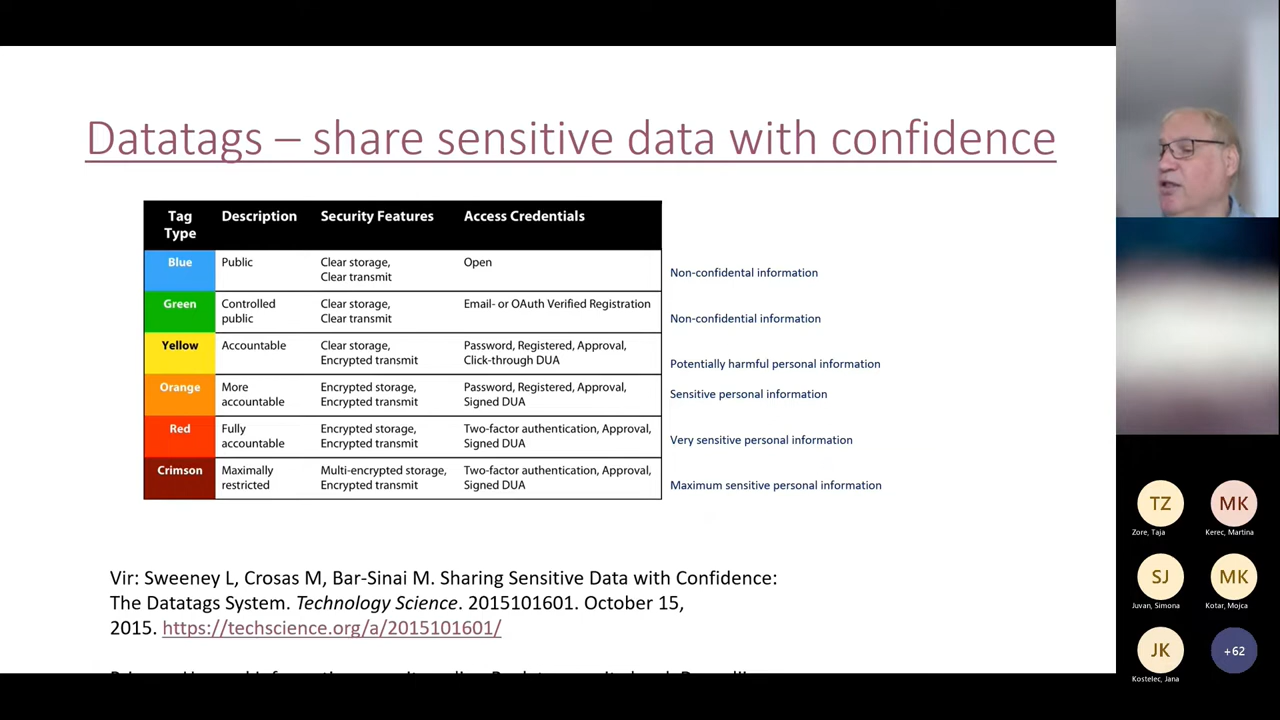 Datatags – share sensitive data with confidence
Tag Type Description Security Features Access Credentials
Blue Public Clear storage, Clear transmit Open Non-confidental information
Green Controlled public Clear storage, Clear transmit Email- or OAuth Verified Registration Non-confidential information
Yellow Accountable Clear storage, Encrypted transmit Password, Registered, Approval, Click-through DUA Potentially harmful personal information
Orange More accountable Encrypted storage, Encrypted transmit Password, Registered, Approval, Signed DUA Sensitive personal information
Red Fully accountable Encrypted storage, Encrypted transmit Two-factor authentication, Approval, Signed DUA Very sensitive personal information
Crimson Maximally restricted Multi-encrypted storage, Encrypted transmit Two-factor authentication, Approval, Signed DUA Maximum sensitive personal information
Vir: Sweeney L, Crosas M, Bar-Sinai M. Sharing Sensitive Data with Confidence:
The Datatags System. Technology Science. 2015101601. October 15,
2015. https://techscience.org/a/2015101601/
TZ MK
Zore, Taja Kerec, Martina
SJ MK
Juvan, Simona Kotar, Mojca
JK +62
Kostelec, Jana